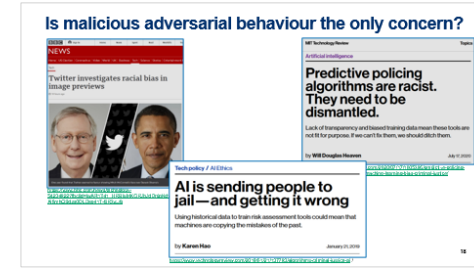 Is malicious adversarial behaviour the only concern?
NEWS
Twitter investigates racial bias in
image previews
MIT Technology Review
Topics
Artificial intelligence
Predictive policing
algorithms are racist.
They need to be
dismantled.
Lack of transparency and biased training data mean these tools are
not fit for purpose. If we can't fix them, we should ditch them.
by Will Douglas Heaven
July 17, 2020
Tech policy / AI Ethics
AI is sending people to
jail—and getting it wrong
Using historical data to train risk assessment tools could mean that
machines are copying the mistakes of the past.
by Karen Hao
January 21, 2019